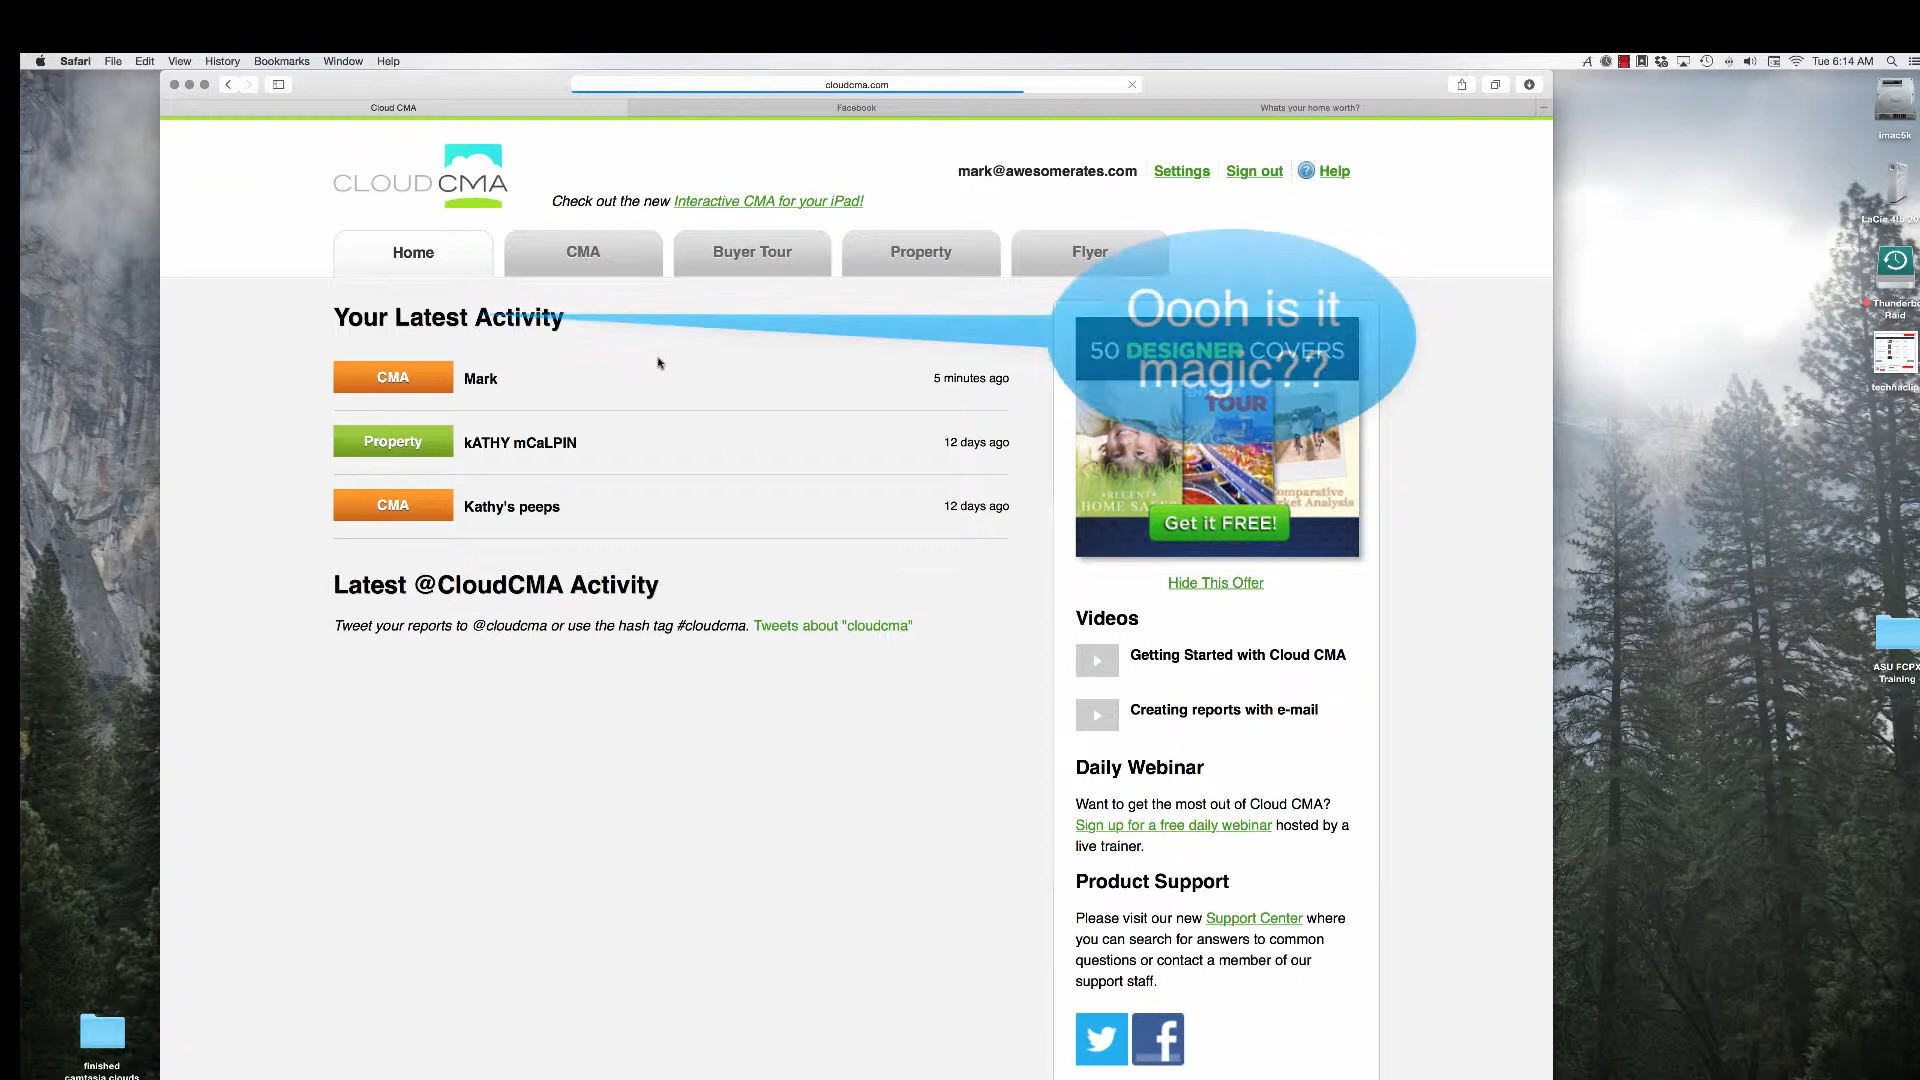 Safari File Edit View History Bookmarks Window Help
Tue 6:14 AM
cloudcma.com
Cloud CMA
Facebook
Whats your home worth?
CLOUD CMA
mark@awesomerates.com Settings Sign out Help
Check out the new Interactive CMA for your iPad!
Home
CMA
Buyer Tour
Property
Flyer
Your Latest Activity
CMA Mark 5 minutes ago
Property kATHY mCaLPIN 12 days ago
CMA Kathy's peeps 12 days ago
Latest @CloudCMA Activity
Tweet your reports to @cloudcma or use the hash tag #cloudcma. Tweets about "cloudcma"
Oooh is it
magic??
50 DESIGNER COVERS
TOUR
RECENT
Get it FREE!
Hide This Offer
Videos
Getting Started with Cloud CMA
Creating reports with e-mail
Daily Webinar
Want to get the most out of Cloud CMA?
Sign up for a free daily webinar hosted by a
live trainer.
Product Support
Please visit our new Support Center where
you can search for answers to common
questions or contact a member of our
support staff.
imac5k
LaCie 4tb
Raid
technaclip
ASU FCPX
Training
finished
camtasia clouds